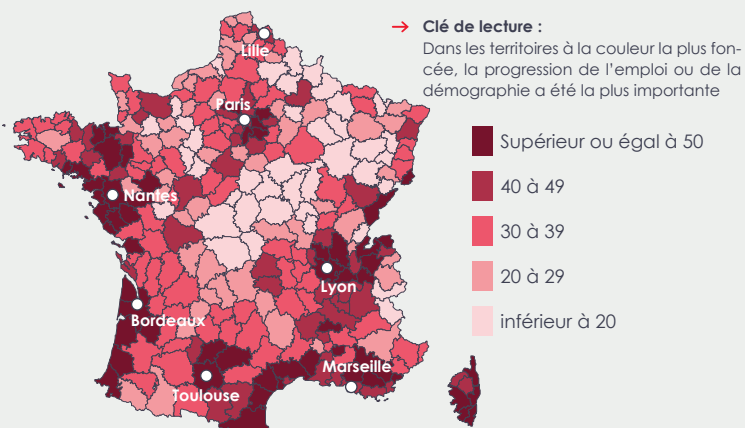 → Clé de lecture :
Dans les territoires à la couleur la plus fon-
cée, la progression de l'emploi ou de la
démographie a été la plus importante
Lille
Paris
Nantes
Lyon
Bordeaux
Marseille
Toulouse
Supérieur ou égal à 50
40 à 49
30 à 39
20 à 29
inférieur à 20